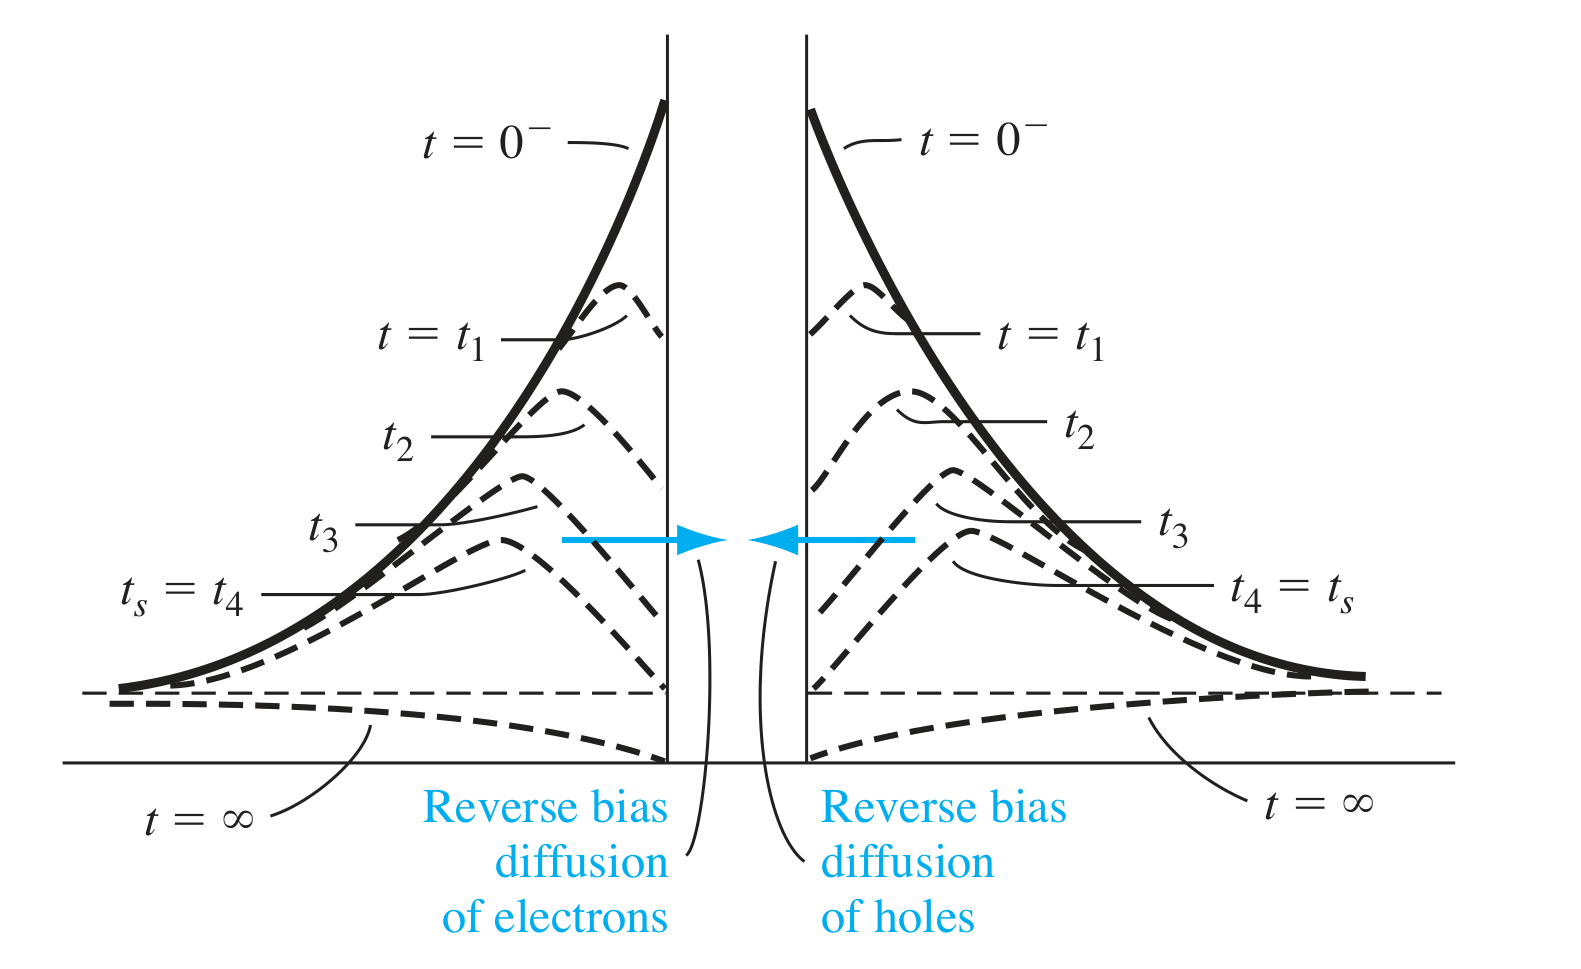 t = 0⁻
t = 0⁻
t = t₁
t = t₁
t₂
t₂
t₃
t₃
tₛ = t₄
t₄ = tₛ
t = ∞
t = ∞
Reverse bias
diffusion
of electrons
Reverse bias
diffusion
of holes